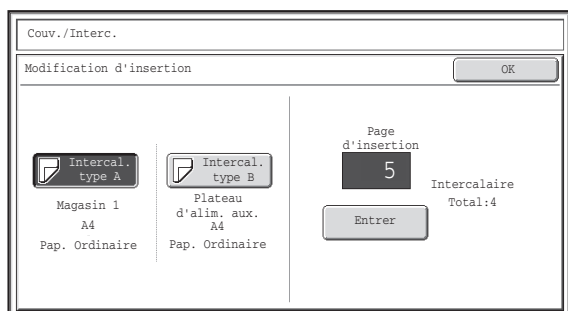 Couv./Interc.
Modification d'insertion
OK
Intercal.
type A
Magasin 1
A4
Pap. Ordinaire
Intercal.
type B
Plateau
d'alim. aux.
A4
Pap. Ordinaire
Page
d'insertion
5
Intercalaire
Total:4
Entrer